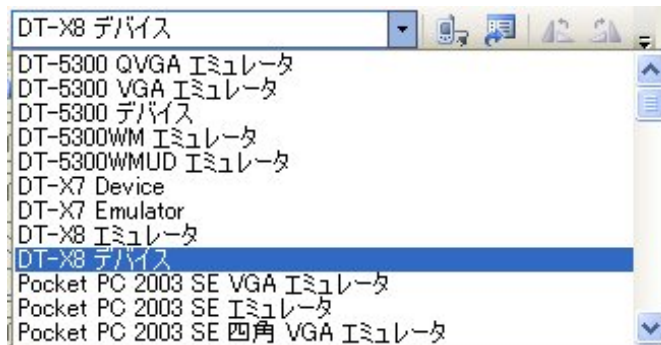 DT-X8 デバイス
DT-5300 QVGA エミュレータ
DT-5300 VGA エミュレータ
DT-5300 デバイス
DT-5300WM エミュレータ
DT-5300WMUD エミュレータ
DT-X7 Device
DT-X7 Emulator
DT-X8 エミュレータ
DT-X8 デバイス
Pocket PC 2003 SE VGA エミュレータ
Pocket PC 2003 SE エミュレータ
Pocket PC 2003 SE 四角 VGA エミュレータ